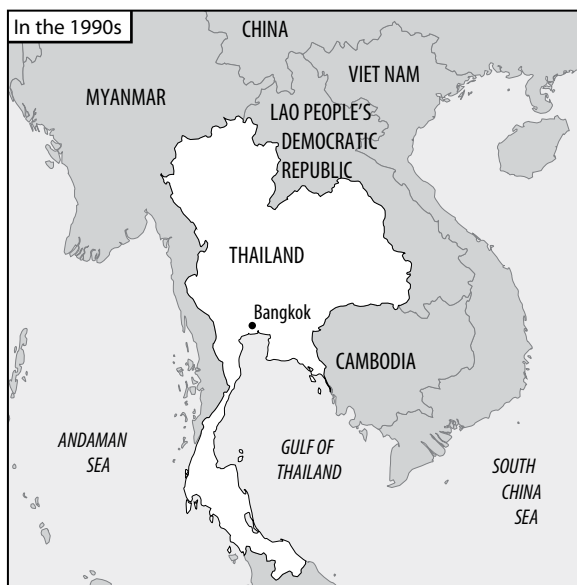 In the 1990s
CHINA
VIET NAM
MYANMAR
LAO PEOPLE'S
DEMOCRATIC
REPUBLIC
THAILAND
Bangkok
CAMBODIA
ANDAMAN
SEA
GULF OF
THAILAND
SOUTH
CHINA
SEA